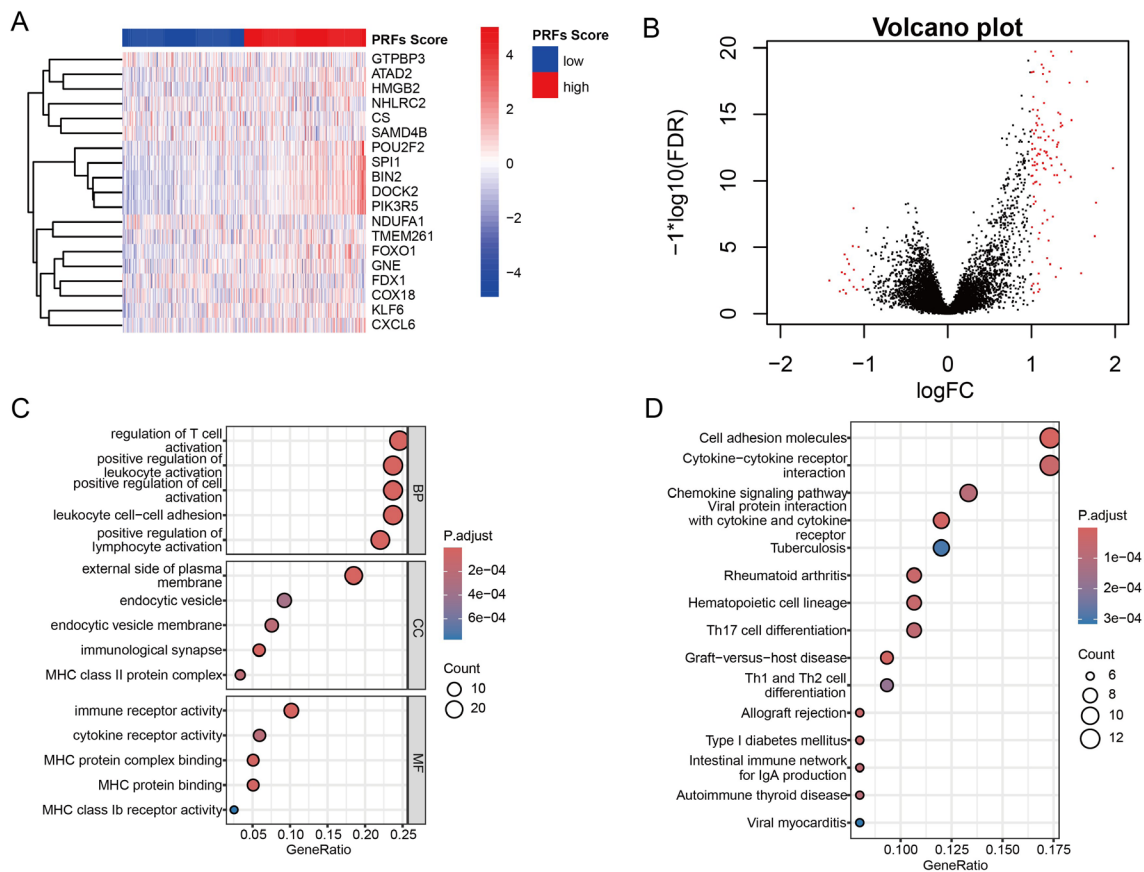 A
PRFs Score
GTPBP3
ATAD2
HMGB2
NHLRC2
CS
SAMD4B
POU2F2
SPI1
BIN2
DOCK2
PIK3R5
NDUFA1
TMEM261
FOXO1
GNE
FDX1
COX18
KLF6
CXCL6
4
2
0
−2
−4
PRFs Score
low
high
B
Volcano plot
−1*log10(FDR)
20
15
10
5
0
−2
−1
0
1
2
logFC
C
regulation of T cell
activation
positive regulation of
leukocyte activation
positive regulation of cell
activation
leukocyte cell−cell adhesion
positive regulation of
lymphocyte activation
BP
external side of plasma
membrane
endocytic vesicle
endocytic vesicle membrane
immunological synapse
MHC class II protein complex
CC
immune receptor activity
cytokine receptor activity
MHC protein complex binding
MHC protein binding
MHC class Ib receptor activity
MF
0.05
0.10
0.15
0.20
0.25
GeneRatio
P.adjust
2e−04
4e−04
6e−04
Count
10
20
D
Cell adhesion molecules
Cytokine−cytokine receptor
interaction
Chemokine signaling pathway
Viral protein interaction
with cytokine and cytokine
receptor
Tuberculosis
Rheumatoid arthritis
Hematopoietic cell lineage
Th17 cell differentiation
Graft−versus−host disease
Th1 and Th2 cell
differentiation
Allograft rejection
Type I diabetes mellitus
Intestinal immune network
for IgA production
Autoimmune thyroid disease
Viral myocarditis
0.100
0.125
0.150
0.175
GeneRatio
P.adjust
1e−04
2e−04
3e−04
Count
6
8
10
12